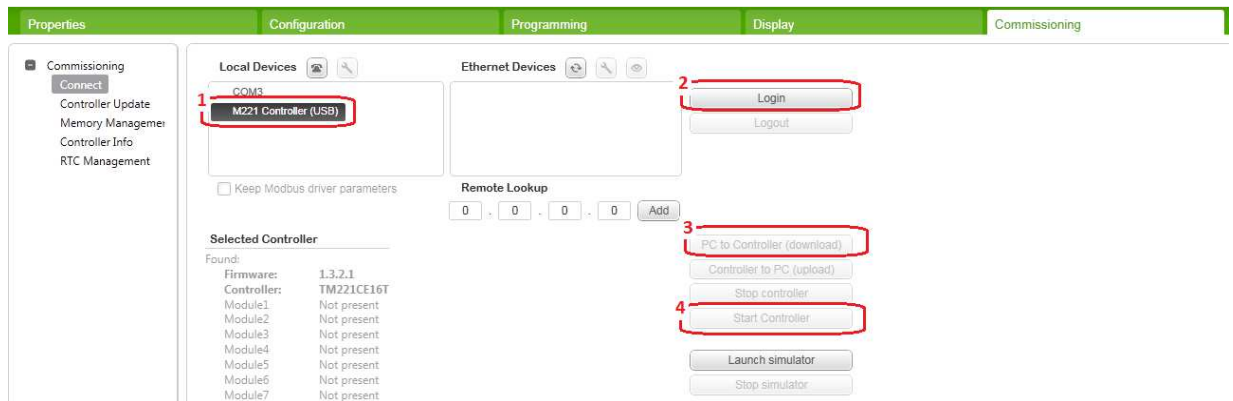 Properties
Configuration
Programming
Display
Commissioning
Commissioning
Connect
Controller Update
Memory Managemer
Controller Info
RTC Management
Local Devices
COM3
1
M221 Controller (USB)
Keep Modbus driver parameters
Ethernet Devices
Remote Lookup
0 . 0 . 0 . 0 Add
2
Login
Logout
Selected Controller
Found:
Firmware: 1.3.2.1
Controller: TM221CE16T
Module1 Not present
Module2 Not present
Module3 Not present
Module4 Not present
Module5 Not present
Module6 Not present
Module7 Not present
3
PC to Controller (download)
Controller to PC (upload)
Stop controller
4
Start Controller
Launch simulator
Stop simulator